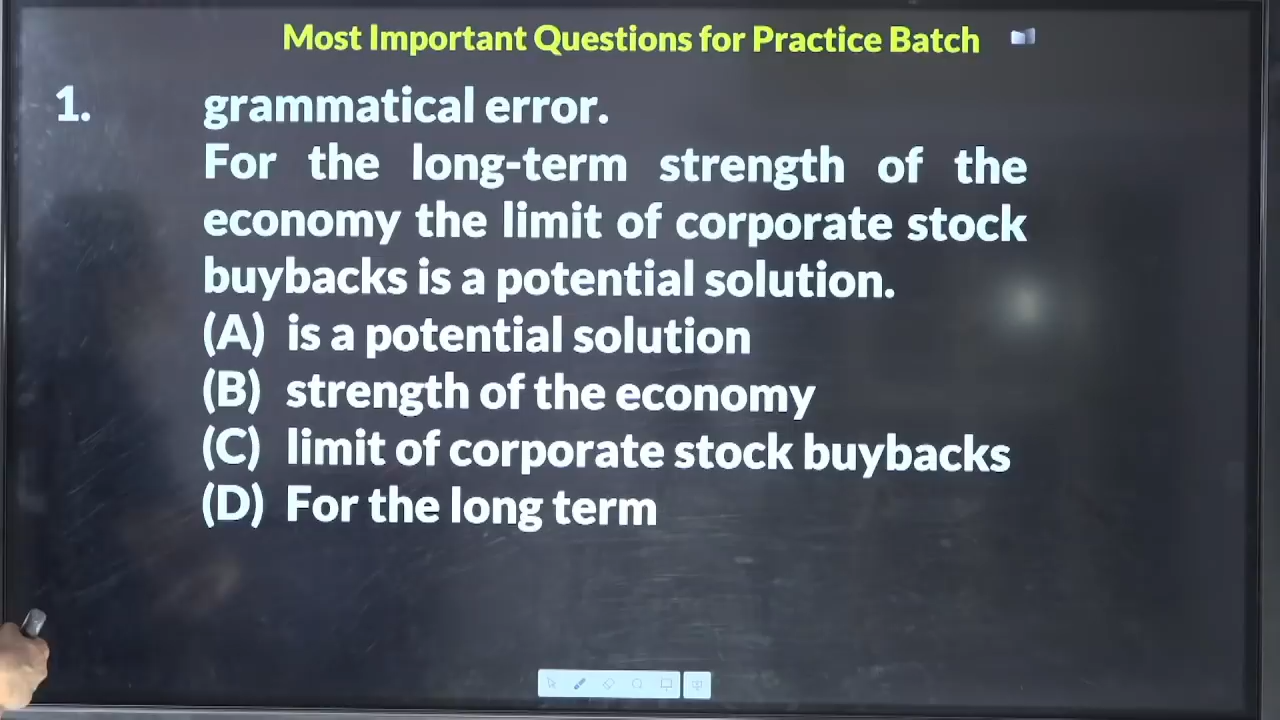 Most Important Questions for Practice Batch
1. grammatical error.
For the long-term strength of the
economy the limit of corporate stock
buybacks is a potential solution.
(A) is a potential solution
(B) strength of the economy
(C) limit of corporate stock buybacks
(D) For the long term